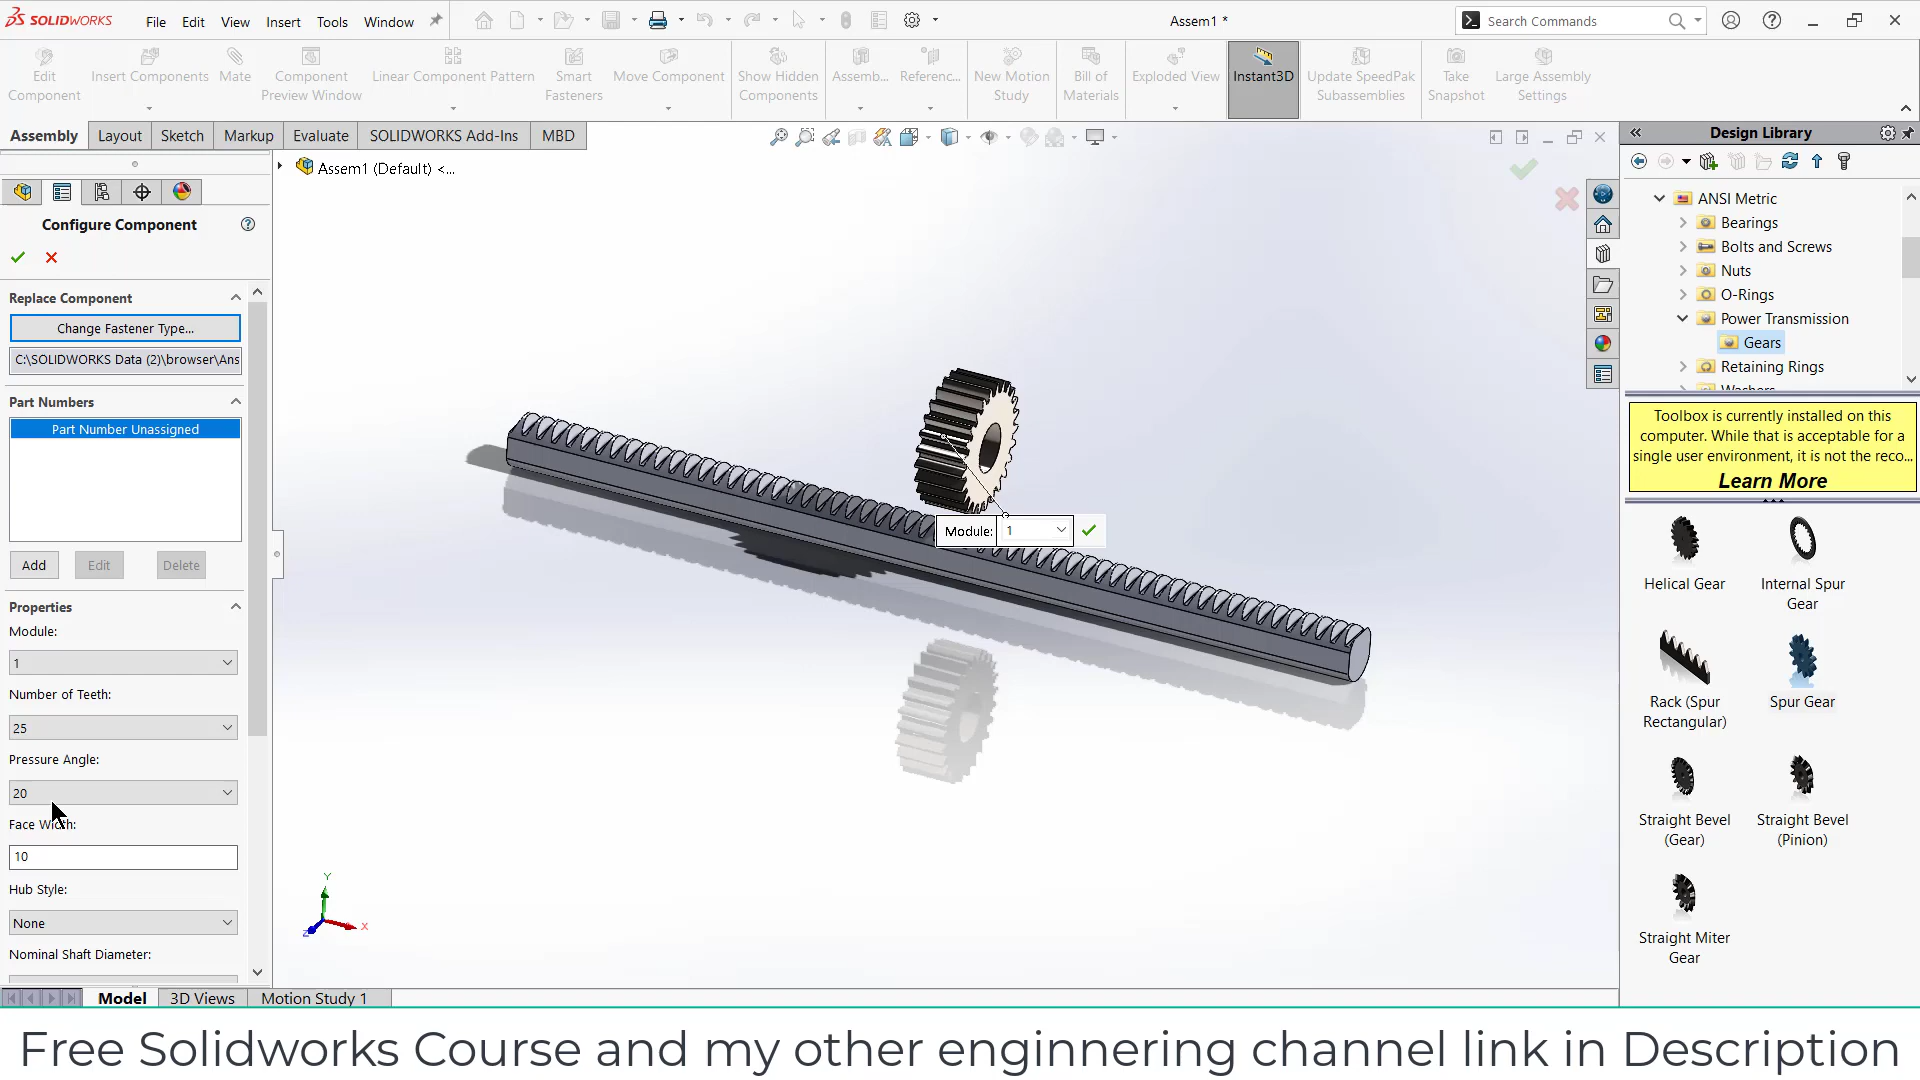 SOLIDWORKS
File Edit View Insert Tools Window
Assem1 *
Search Commands
Edit Component
Insert Components
Mate
Component Preview Window
Linear Component Pattern
Smart Fasteners
Move Component
Show Hidden Components
Assemb...
Referenc...
New Motion Study
Bill of Materials
Exploded View
Instant3D
Update SpeedPak Subassemblies
Take Snapshot
Large Assembly Settings
Assembly Layout Sketch Markup Evaluate SOLIDWORKS Add-Ins MBD
Assem1 (Default) <...
Configure Component
Replace Component
Change Fastener Type...
C:\SOLIDWORKS Data (2)\browser\Ans
Part Numbers
Part Number Unassigned
Add Edit Delete
Properties
Module:
1
Number of Teeth:
25
Pressure Angle:
20
Face Width:
10
Hub Style:
None
Nominal Shaft Diameter:
Module: 1
Y
X
Z
Model 3D Views Motion Study 1
Design Library
ANSI Metric
Bearings
Bolts and Screws
Nuts
O-Rings
Power Transmission
Gears
Retaining Rings
Washers
Toolbox is currently installed on this
computer. While that is acceptable for a
single user environment, it is not the reco...
Learn More
Helical Gear
Internal Spur
Gear
Rack (Spur
Rectangular)
Spur Gear
Straight Bevel
(Gear)
Straight Bevel
(Pinion)
Straight Miter
Gear
Free Solidworks Course and my other enginnering channel link in Description